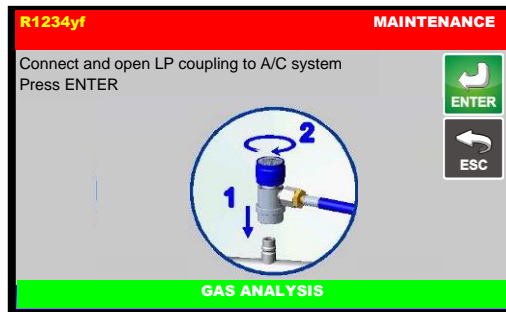 R1234yf
MAINTENANCE
Connect and open LP coupling to A/C system
Press ENTER
ENTER
ESC
2
1
GAS ANALYSIS